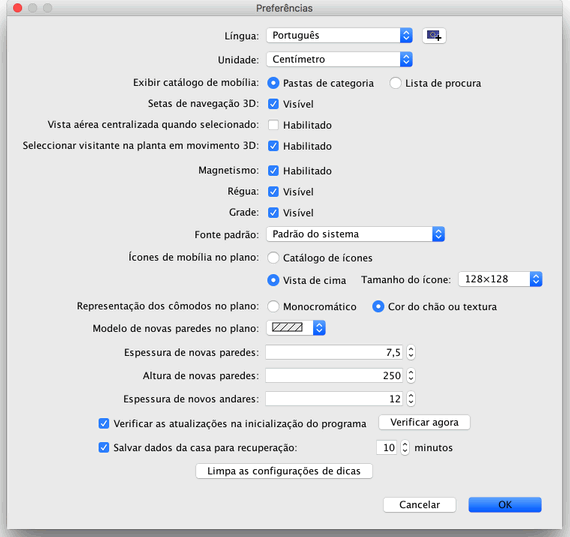 Preferências
Língua: Português
Unidade: Centímetro
Exibir catálogo de mobília: Pastas de categoria Lista de procura
Setas de navegação 3D: Visível
Vista aérea centralizada quando selecionado: Habilitado
Seleccionar visitante na planta em movimento 3D: Habilitado
Magnetismo: Habilitado
Régua: Visível
Grade: Visível
Fonte padrão: Padrão do sistema
Ícones de mobília no plano: Catálogo de ícones
Vista de cima Tamanho do ícone: 128×128
Representação dos cômodos no plano: Monocromático Cor do chão ou textura
Modelo de novas paredes no plano:
Espessura de novas paredes: 7,5
Altura de novas paredes: 250
Espessura de novos andares: 12
Verificar as atualizações na inicialização do programa Verificar agora
Salvar dados da casa para recuperação: 10 minutos
Limpa as configurações de dicas
Cancelar OK